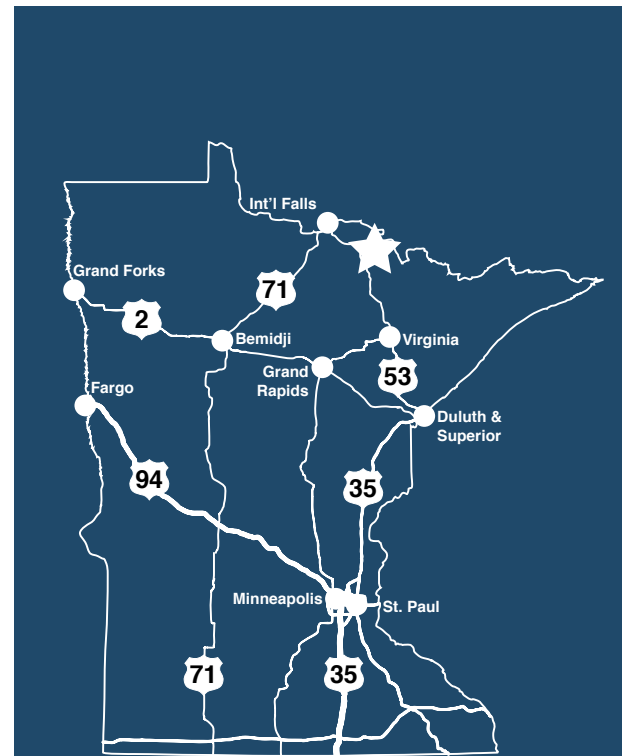 Int'l Falls
Grand Forks
71
2
Bemidji
Virginia
Grand
Rapids
53
Fargo
Duluth &
Superior
94
35
Minneapolis
St. Paul
71
35